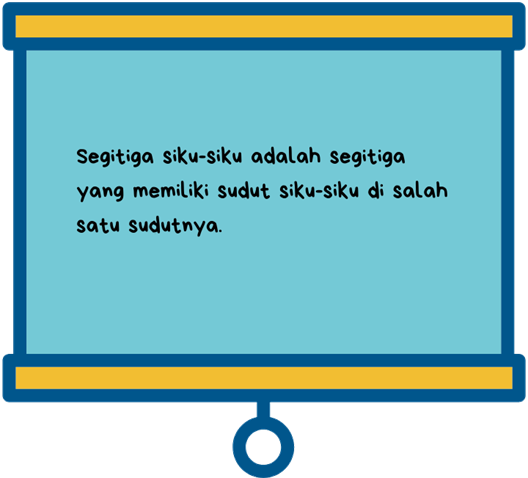 Segitiga siku-siku adalah segitiga
yang memiliki sudut siku-siku di salah
satu sudutnya.